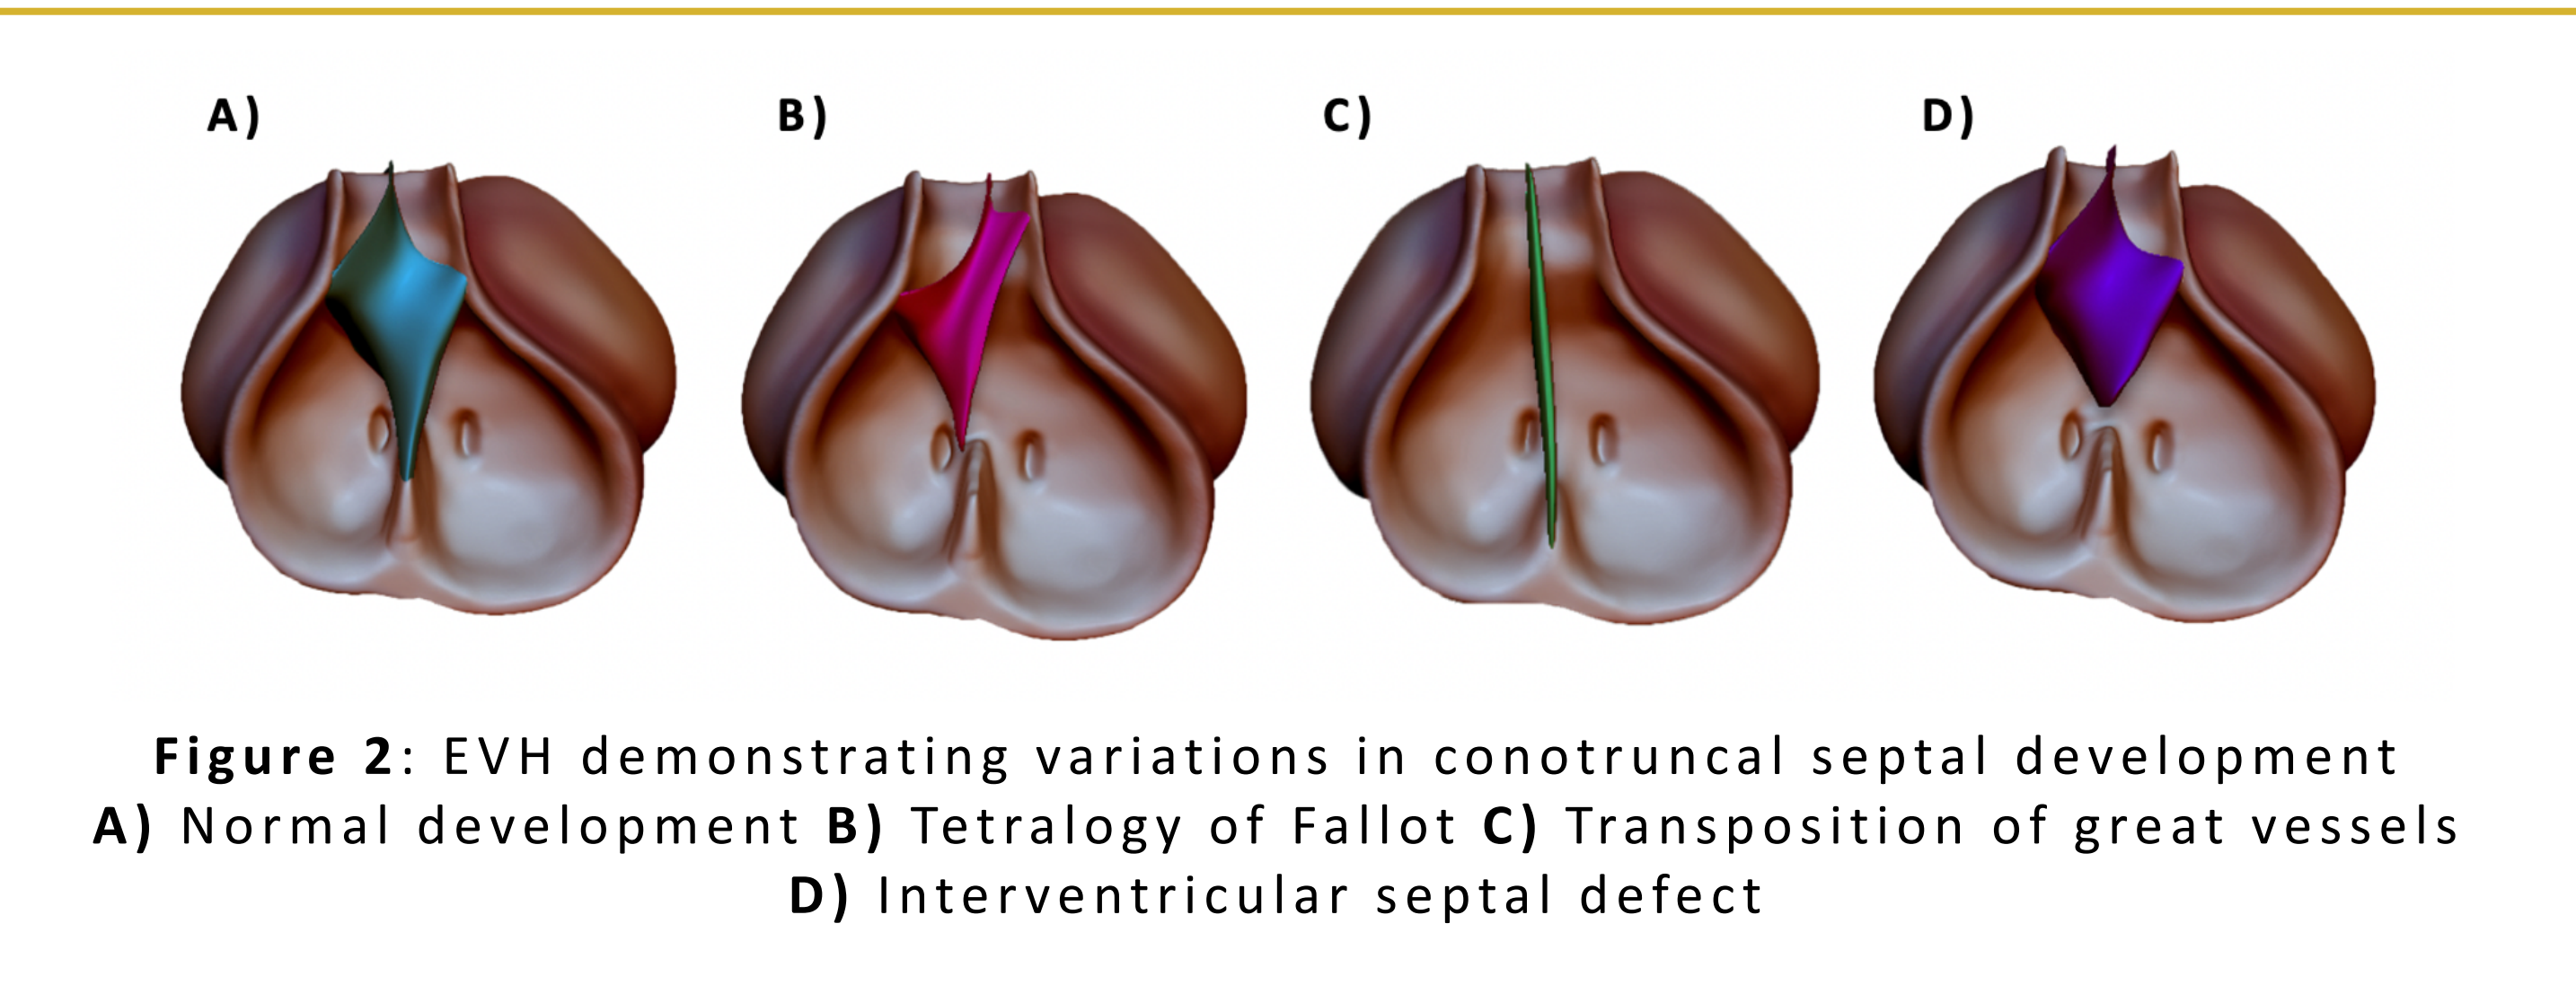 A) B) C) D)
Figure 2: EVH demonstrating variations in conotruncal septal development
A) Normal development B) Tetralogy of Fallot C) Transposition of great vessels
D) Interventricular septal defect